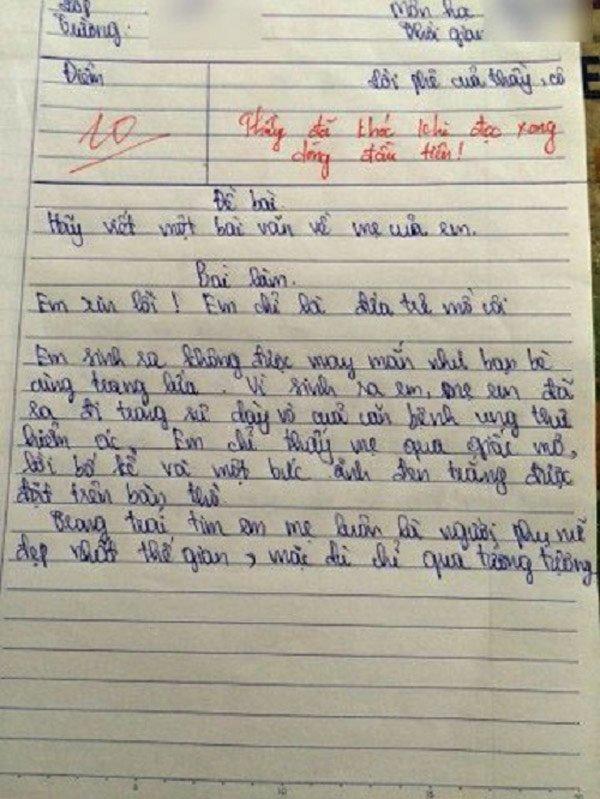 Lớp
Môn học
Trường:
Thời gian
Điểm
Lời phê của thầy, cô
10
Thầy đã khóc khi đọc xong
dòng đầu tiên!
Đề bài.
Hãy viết một bài văn về mẹ của em.
Bài làm.
Em xin lỗi! Em chỉ là đứa trẻ mồ côi
Em sinh ra không được may mắn như bạn bè
cùng trang lứa. Vì sinh ra em, mẹ em đã
ra đi trong sự dày vò của căn bệnh ung thư
hiểm ác. Em chỉ thấy mẹ qua giấc mơ,
lời bố kể và một bức ảnh đen trắng được
đặt trên bàn thờ.
Trong trái tim em mẹ luôn là người phụ nữ
đẹp nhất thế gian, mặc dù chỉ qua tưởng tượng
8
10
15